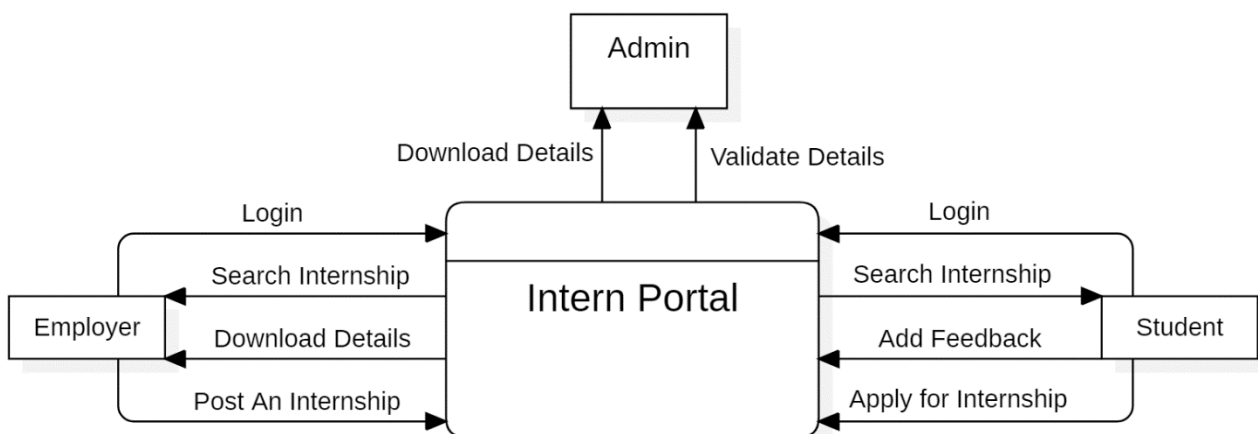 Admin
Download Details
Validate Details
Login
Login
Search Internship
Search Internship
Intern Portal
Employer
Student
Download Details
Add Feedback
Post An Internship
Apply for Internship